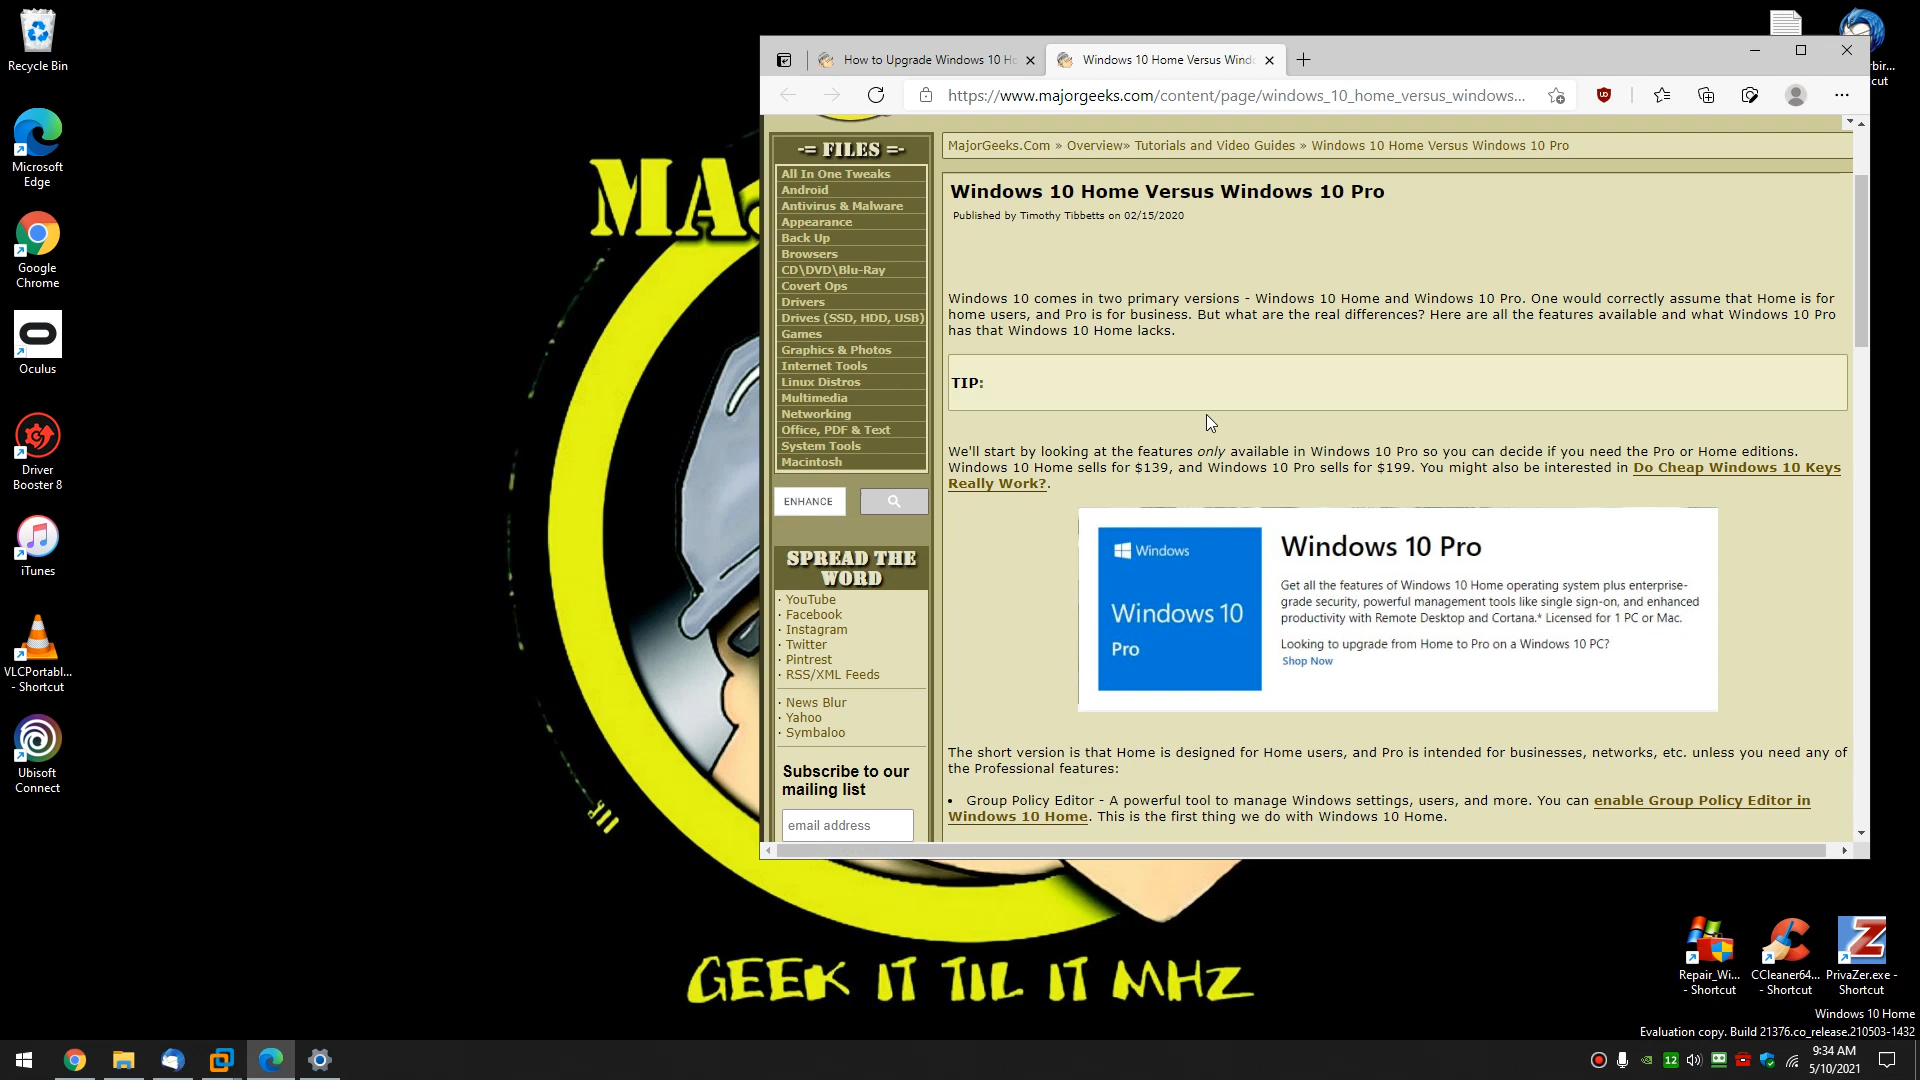 Recycle Bin
Microsoft
Edge
Google
Chrome
Oculus
Driver
Booster 8
iTunes
VLCPortabl...
- Shortcut
Ubisoft
Connect
MA
GEEK IT TIL IT MHZ
How to Upgrade Windows 10 Ho
Windows 10 Home Versus Wind
https://www.majorgeeks.com/content/page/windows_10_home_versus_windows...
-= FILES =-
All In One Tweaks
Android
Antivirus & Malware
Appearance
Back Up
Browsers
CD\DVD\Blu-Ray
Covert Ops
Drivers
Drives (SSD, HDD, USB)
Games
Graphics & Photos
Internet Tools
Linux Distros
Multimedia
Networking
Office, PDF & Text
System Tools
Macintosh
ENHANCE
SPREAD THE
WORD
· YouTube
· Facebook
· Instagram
· Twitter
· Pintrest
· RSS/XML Feeds
· News Blur
· Yahoo
· Symbaloo
Subscribe to our
mailing list
email address
MajorGeeks.Com » Overview» Tutorials and Video Guides » Windows 10 Home Versus Windows 10 Pro
Windows 10 Home Versus Windows 10 Pro
Published by Timothy Tibbetts on 02/15/2020
Windows 10 comes in two primary versions - Windows 10 Home and Windows 10 Pro. One would correctly assume that Home is for
home users, and Pro is for business. But what are the real differences? Here are all the features available and what Windows 10 Pro
has that Windows 10 Home lacks.
TIP:
We'll start by looking at the features only available in Windows 10 Pro so you can decide if you need the Pro or Home editions.
Windows 10 Home sells for $139, and Windows 10 Pro sells for $199. You might also be interested in Do Cheap Windows 10 Keys
Really Work?.
Windows
Windows 10
Pro
Windows 10 Pro
Get all the features of Windows 10 Home operating system plus enterprise-
grade security, powerful management tools like single sign-on, and enhanced
productivity with Remote Desktop and Cortana.* Licensed for 1 PC or Mac.
Looking to upgrade from Home to Pro on a Windows 10 PC?
Shop Now
The short version is that Home is designed for Home users, and Pro is intended for businesses, networks, etc. unless you need any of
the Professional features:
• Group Policy Editor - A powerful tool to manage Windows settings, users, and more. You can enable Group Policy Editor in
Windows 10 Home. This is the first thing we do with Windows 10 Home.
bir...
cut
Repair_Wi...
- Shortcut
CCleaner64...
- Shortcut
PrivaZer.exe -
Shortcut
Windows 10 Home
Evaluation copy. Build 21376.co_release.210503-1432
12
9:34 AM
5/10/2021